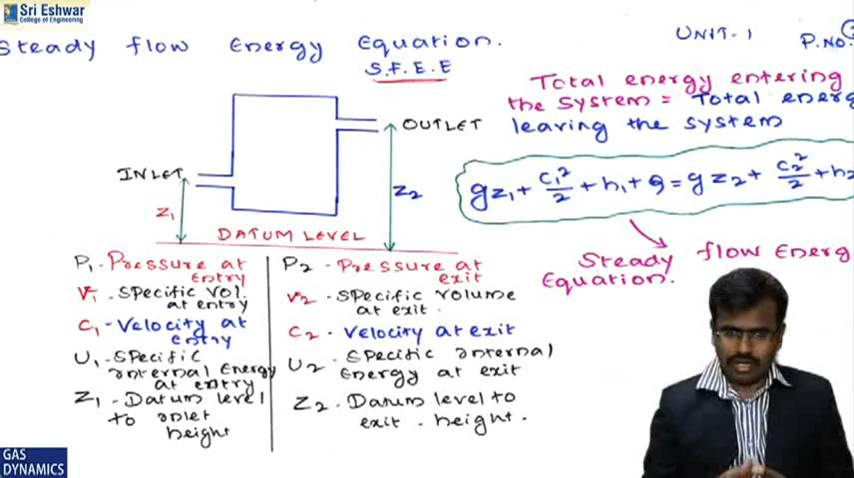 Sri Eshwar
College of Engineering
Steady flow Energy Equation.
S.F.E.E
UNIT-1
P.NO.
Total energy entering
the system = Total energ
leaving the system
OUTLET
INLET
Z1
Z2
DATUM LEVEL
gz1 + C1²/2 + h1 + Q = gz2 + C2²/2 + h2
Steady flow Energ
Equation.
P1 - Pressure at
entry
V1 - Specific vol.
at entry
C1 - Velocity at
entry
U1 - Specific
internal Energy
at entry
Z1 - Datum level
to inlet
height
P2 - Pressure at
exit
V2 - Specific volume
at exit.
C2 - Velocity at exit
U2 - Specific internal
Energy at exit
Z2 - Datum level to
exit - height.
GAS
DYNAMICS